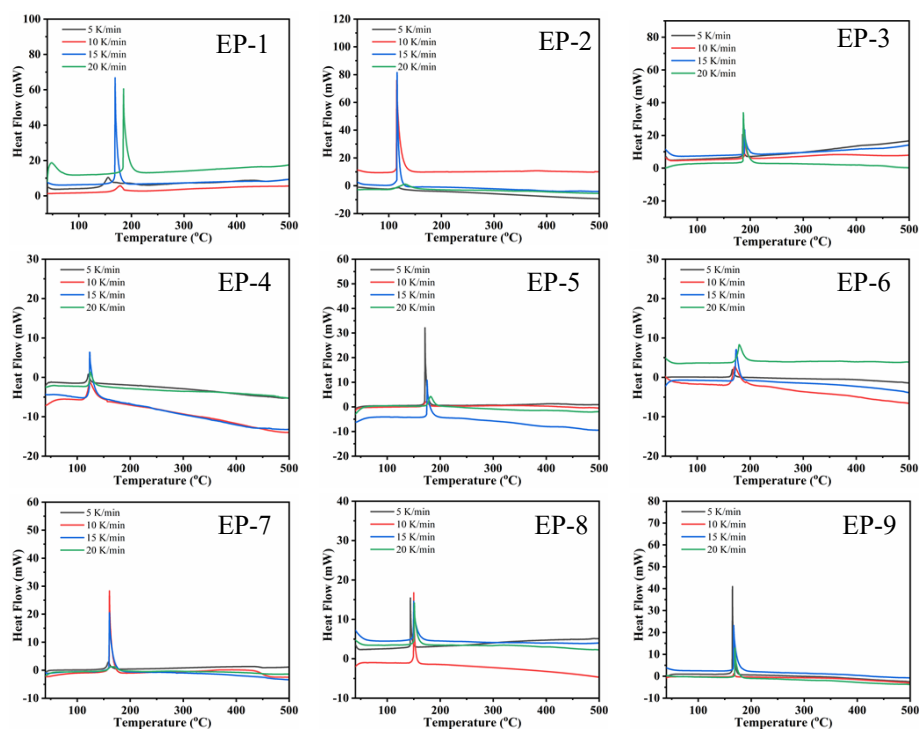 EP-1
5 K/min
10 K/min
15 K/min
20 K/min
Heat Flow (mW)
100
80
60
40
20
0
100 200 300 400 500
Temperature (°C)
EP-2
5 K/min
10 K/min
15 K/min
20 K/min
Heat Flow (mW)
120
100
80
60
40
20
0
-20
100 200 300 400 500
Temperature (°C)
EP-3
5 K/min
10 K/min
15 K/min
20 K/min
Heat Flow (mW)
80
60
40
20
0
100 200 300 400 500
Temperature (°C)
EP-4
5 K/min
10 K/min
15 K/min
20 K/min
Heat Flow (mW)
30
20
10
0
-10
-20
100 200 300 400 500
Temperature (°C)
EP-5
5 K/min
10 K/min
15 K/min
20 K/min
Heat Flow (mW)
60
50
40
30
20
10
0
-10
-20
100 200 300 400 500
Temperature (°C)
EP-6
5 K/min
10 K/min
15 K/min
20 K/min
Heat Flow (mW)
30
20
10
0
-10
-20
100 200 300 400 500
Temperature (°C)
EP-7
5 K/min
10 K/min
15 K/min
20 K/min
Heat Flow (mW)
60
50
40
30
20
10
0
-10
100 200 300 400 500
Temperature (°C)
EP-8
5 K/min
10 K/min
15 K/min
20 K/min
Heat Flow (mW)
40
30
20
10
0
-10
100 200 300 400 500
Temperature (°C)
EP-9
5 K/min
10 K/min
15 K/min
20 K/min
Heat Flow (mW)
80
70
60
50
40
30
20
10
0
-10
100 200 300 400 500
Temperature (°C)